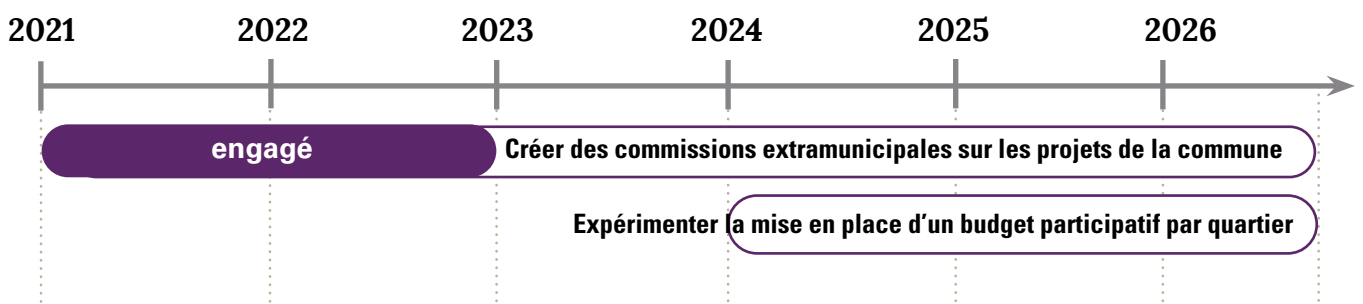 2021 2022 2023 2024 2025 2026
engagé Créer des commissions extramunicipales sur les projets de la commune
Expérimenter la mise en place d’un budget participatif par quartier